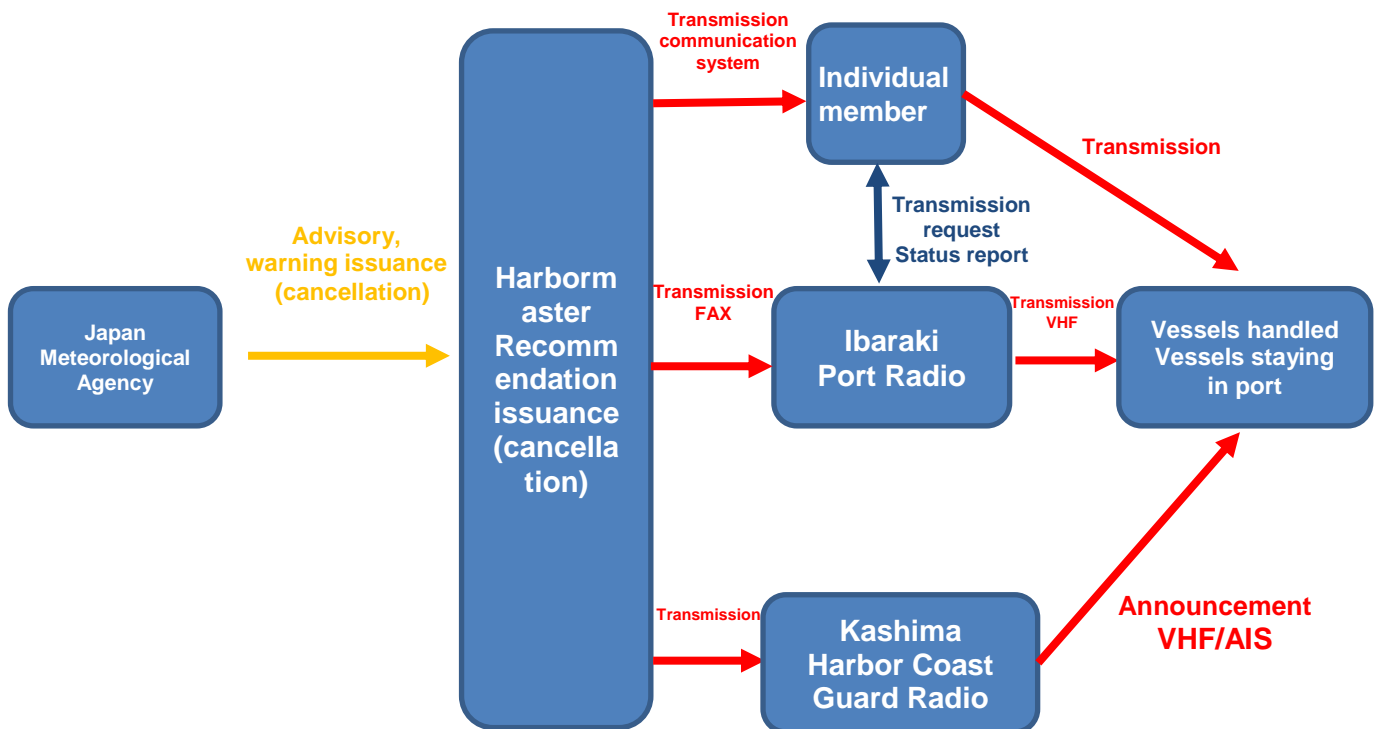 Japan
Meteorological
Agency
Advisory,
warning issuance
(cancellation)
Harborm
aster
Recomm
endation
issuance
(cancella
tion)
Transmission
communication
system
Individual
member
Transmission
Transmission
request
Status report
Transmission
FAX
Ibaraki
Port Radio
Transmission
VHF
Vessels handled
Vessels staying
in port
Transmission
Kashima
Harbor Coast
Guard Radio
Announcement
VHF/AIS